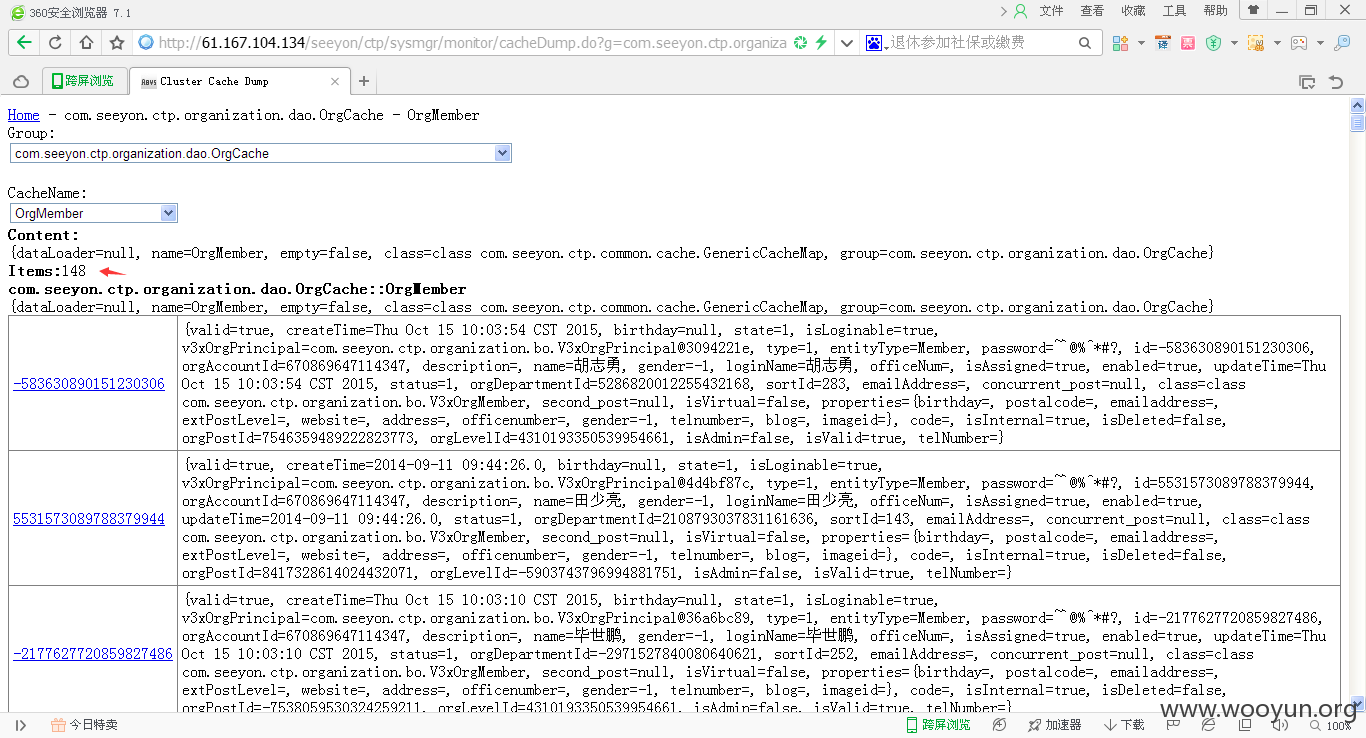 360安全浏览器 7.1
文件 查看 收藏 工具 帮助
http://61.167.104.134/seeyon/ctp/sysmgr/monitor/cacheDump.do?g=com.seeyon.ctp.organiza
退休参加社保或缴费
跨屏浏览
Cluster Cache Dump
Home - com.seeyon.ctp.organization.dao.OrgCache - OrgMember
Group:
com.seeyon.ctp.organization.dao.OrgCache
CacheName:
OrgMember
Content:
{dataLoader=null, name=OrgMember, empty=false, class=class com.seeyon.ctp.common.cache.GenericCacheMap, group=com.seeyon.ctp.organization.dao.OrgCache}
Items:148
com.seeyon.ctp.organization.dao.OrgCache::OrgMember
{dataLoader=null, name=OrgMember, empty=false, class=class com.seeyon.ctp.common.cache.GenericCacheMap, group=com.seeyon.ctp.organization.dao.OrgCache}
-583630890151230306
{valid=true, createTime=Thu Oct 15 10:03:54 CST 2015, birthday=null, state=1, isLoginable=true,
v3xOrgPrincipal=com.seeyon.ctp.organization.bo.V3xOrgPrincipal@3094221e, type=1, entityType=Member, password=~~@%^*#?, id=-583630890151230306,
orgAccountId=670869647114347, description=, name=胡志勇, gender=-1, loginName=胡志勇, officeNum=, isAssigned=true, enabled=true, updateTime=Thu
Oct 15 10:03:54 CST 2015, status=1, orgDepartmentId=5286820012255432168, sortId=283, emailAddress=, concurrent_post=null, class=class
com.seeyon.ctp.organization.bo.V3xOrgMember, second_post=null, isVirtual=false, properties={birthday=, postalcode=, emailaddress=,
extPostLevel=, website=, address=, officenumber=, gender=-1, telnumber=, blog=, imageid=}, code=, isInternal=true, isDeleted=false,
orgPostId=7546359489222823773, orgLevelId=4310193350539954661, isAdmin=false, isValid=true, telNumber=}
5531573089788379944
{valid=true, createTime=2014-09-11 09:44:26.0, birthday=null, state=1, isLoginable=true,
v3xOrgPrincipal=com.seeyon.ctp.organization.bo.V3xOrgPrincipal@4d4bf87c, type=1, entityType=Member, password=~~@%^*#?, id=5531573089788379944,
orgAccountId=670869647114347, description=, name=田少亮, gender=-1, loginName=田少亮, officeNum=, isAssigned=true, enabled=true,
updateTime=2014-09-11 09:44:26.0, status=1, orgDepartmentId=2108793037831161636, sortId=143, emailAddress=, concurrent_post=null, class=class
com.seeyon.ctp.organization.bo.V3xOrgMember, second_post=null, isVirtual=false, properties={birthday=, postalcode=, emailaddress=,
extPostLevel=, website=, address=, officenumber=, gender=-1, telnumber=, blog=, imageid=}, code=, isInternal=true, isDeleted=false,
orgPostId=8417328614024432071, orgLevelId=-5903743796994881751, isAdmin=false, isValid=true, telNumber=}
-2177627720859827486
{valid=true, createTime=Thu Oct 15 10:03:10 CST 2015, birthday=null, state=1, isLoginable=true,
v3xOrgPrincipal=com.seeyon.ctp.organization.bo.V3xOrgPrincipal@36a6bc89, type=1, entityType=Member, password=~~@%^*#?, id=-2177627720859827486,
orgAccountId=670869647114347, description=, name=毕世鹏, gender=-1, loginName=毕世鹏, officeNum=, isAssigned=true, enabled=true, updateTime=Thu
Oct 15 10:03:10 CST 2015, status=1, orgDepartmentId=-2971527840080640621, sortId=252, emailAddress=, concurrent_post=null, class=class
com.seeyon.ctp.organization.bo.V3xOrgMember, second_post=null, isVirtual=false, properties={birthday=, postalcode=, emailaddress=,
extPostLevel=, website=, address=, officenumber=, gender=-1, telnumber=, blog=, imageid=}, code=, isInternal=true, isDeleted=false,
orgPostId=-7538059530324259211, orgLevelId=4310193350539954661, isAdmin=false, isValid=true, telNumber=}
www.wooyun.org
今日特卖
跨屏浏览 加速器 下载 100%